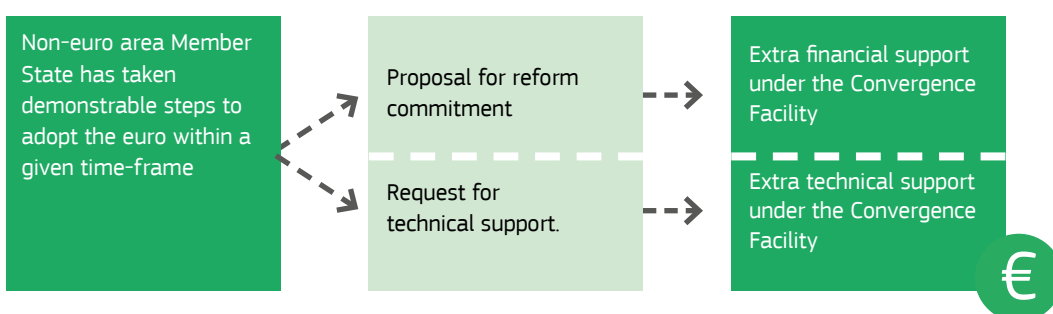 Non-euro area Member
State has taken
demonstrable steps to
adopt the euro within a
given time-frame
Proposal for reform
commitment
Request for
technical support.
Extra financial support
under the Convergence
Facility
Extra technical support
under the Convergence
Facility
€